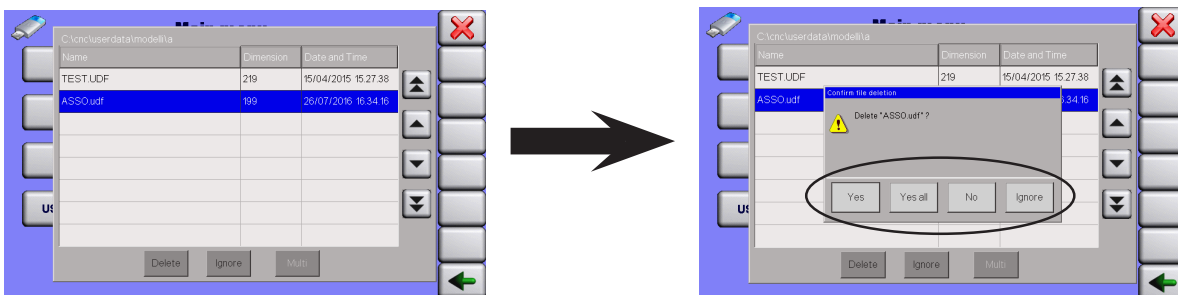 Main menu
C:\cnc\userdata\modelli\a
Name Dimension Date and Time
TEST.UDF 219 15/04/2015 15.27.38
ASSO.udf 199 26/07/2016 16.34.16
US
Delete Ignore Multi
C:\cnc\userdata\modelli\a
Name Dimension Date and Time
TEST.UDF 219 15/04/2015 15.27.38
ASSO.udf 6.34.16
Confirm file deletion
Delete "ASSO.udf" ?
Yes Yes all No Ignore
US
Delete Ignore Multi